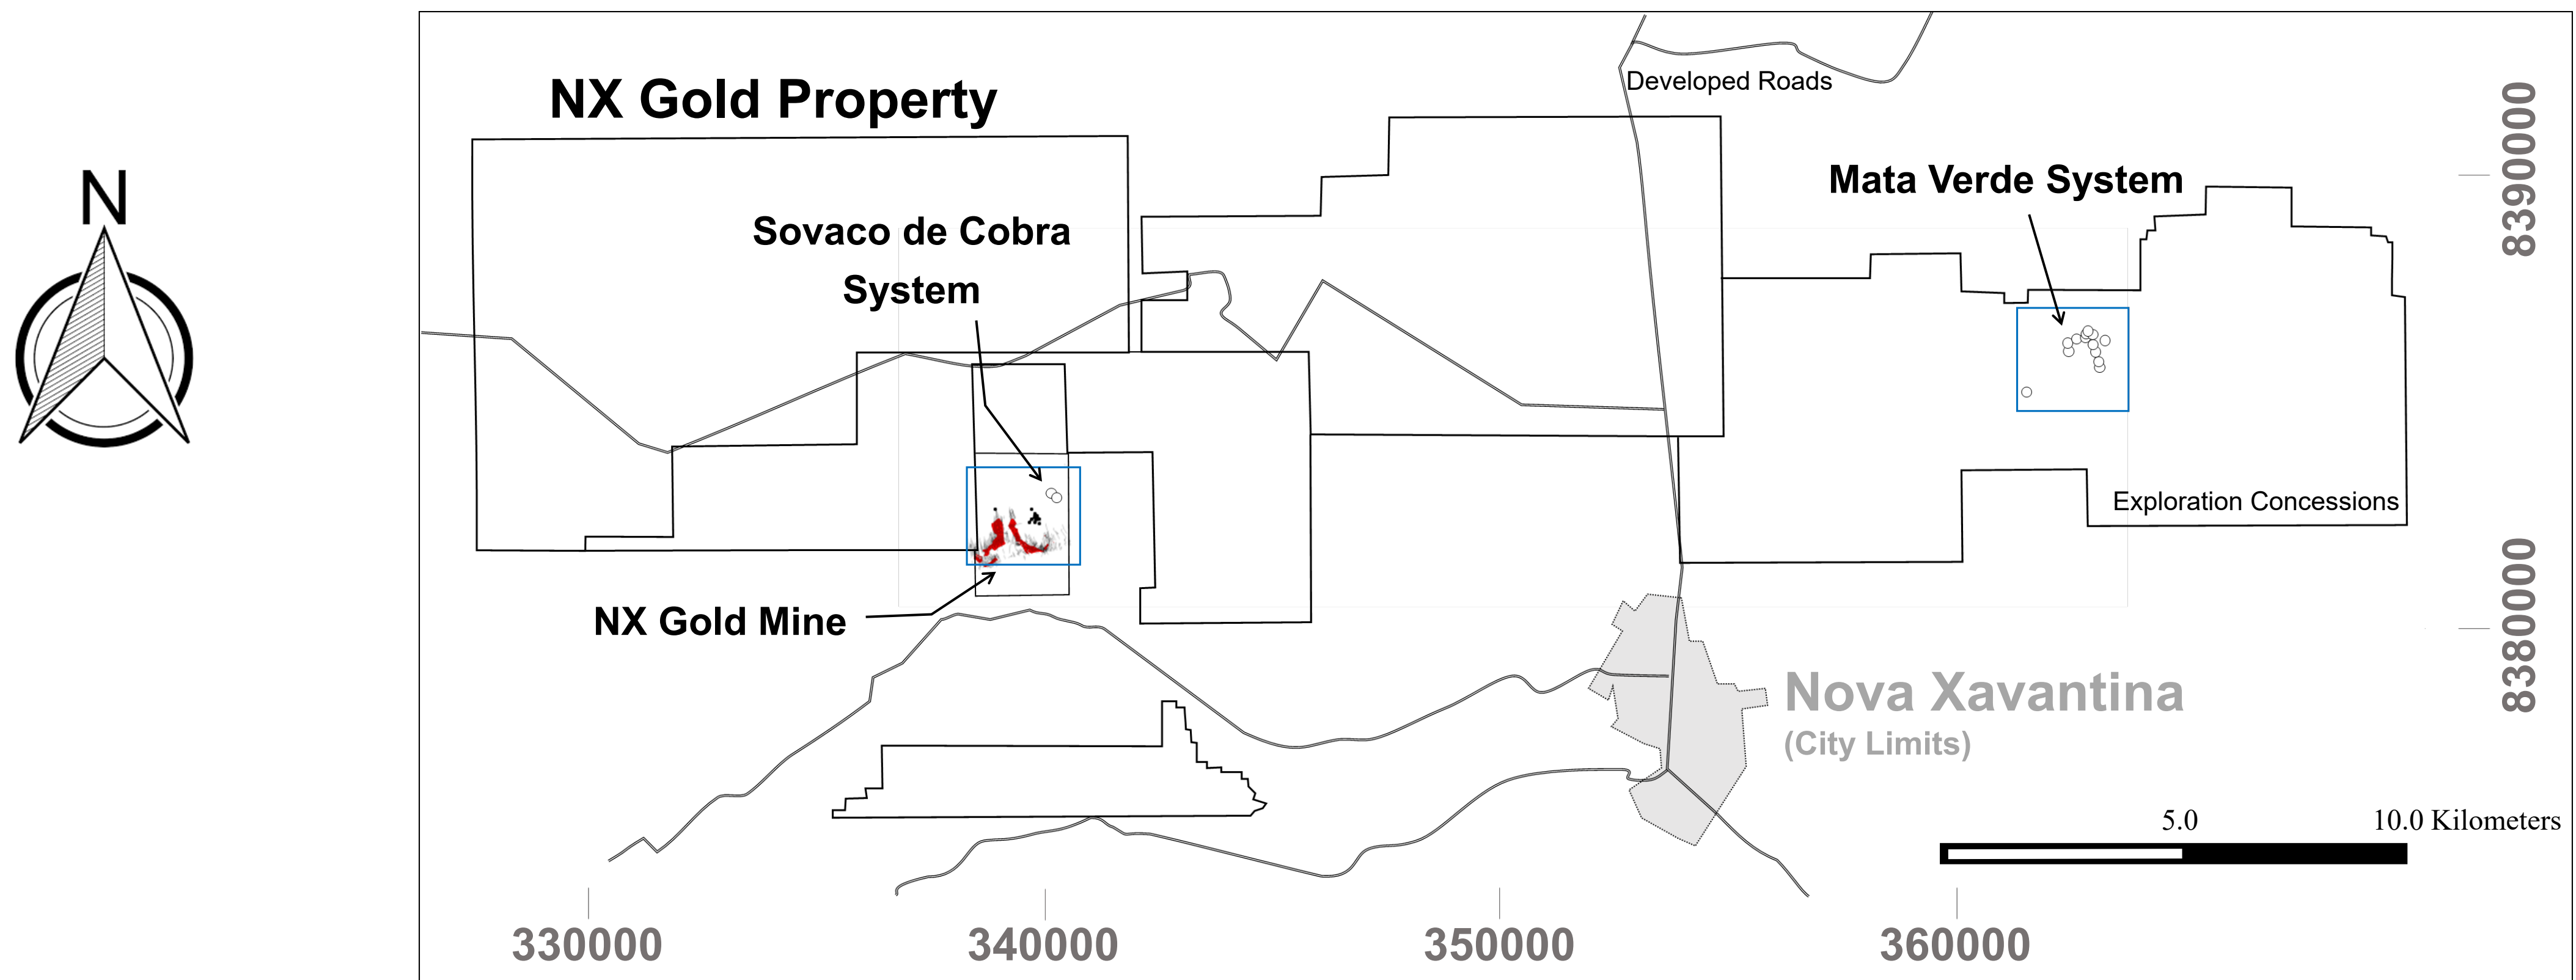 N
NX Gold Property
Developed Roads
Mata Verde System
8390000
Sovaco de Cobra
System
Exploration Concessions
NX Gold Mine
8380000
Nova Xavantina
(City Limits)
5.0
10.0 Kilometers
330000
340000
350000
360000